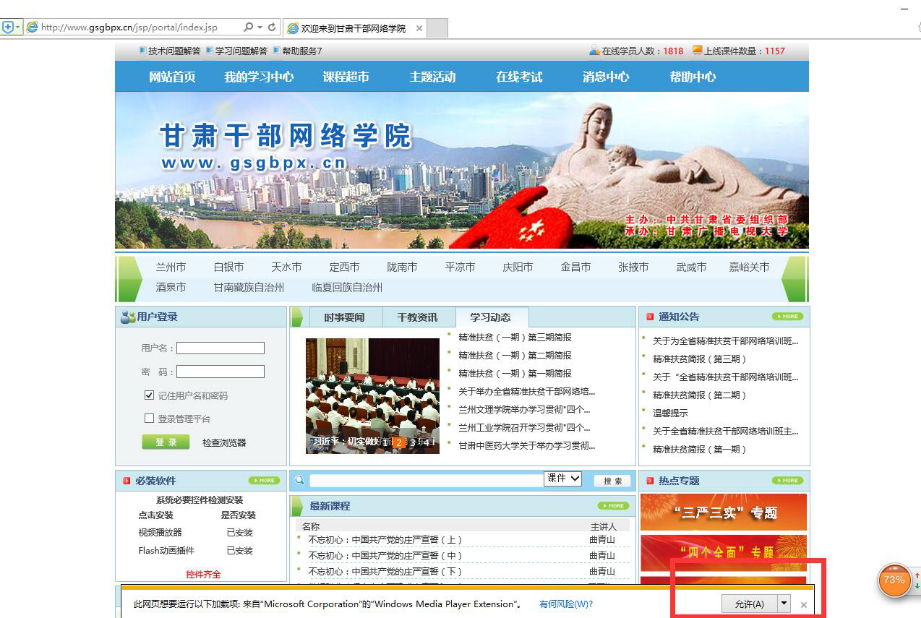 http://www.gsgbpx.cn/jsp/portal/index.jsp
欢迎来到甘肃干部网络学院
技术问题解答 学习问题解答 帮助服务7
在线学员人数：1818 上线课件数量：1157
网站首页 我的学习中心 课程超市 主题活动 在线考试 消息中心 帮助中心
甘肃干部网络学院
www.gsgbpx.cn
主办：中共甘肃省委组织部
承办：甘肃广播电视大学
兰州市 白银市 天水市 定西市 陇南市 平凉市 庆阳市 金昌市 张掖市 武威市 嘉峪关市
酒泉市 甘南藏族自治州 临夏回族自治州
用户登录
用户名：
密 码：
记住用户名和密码
登录管理平台
登 录 检查浏览器
时事要闻 干教资讯 学习动态
习近平：切实做好 1 2 3 4
精准扶贫（一期）第三期简报
精准扶贫（一期）第二期简报
精准扶贫（一期）第一期简报
关于举办全省精准扶贫干部网络培...
兰州文理学院举办学习贯彻“四个...
兰州工业学院召开学习贯彻“四个...
甘肃中医药大学关于举办学习贯彻...
通知公告 MORE
关于为全省精准扶贫干部网络培训班...
精准扶贫简报（第三期）
关于“全省精准扶贫干部网络培训班...
精准扶贫简报（第二期）
温馨提示
关于全省精准扶贫干部网络培训班主...
精准扶贫简报（第一期）
必装软件 MORE
系统必要控件检测安装
点击安装 是否安装
视频播放器 已安装
Flash动画插件 已安装
控件齐全
课件 搜 索
最新课程 MORE
名称 主讲人
不忘初心：中国共产党的庄严宣誓（上） 曲青山
不忘初心：中国共产党的庄严宣誓（中） 曲青山
不忘初心：中国共产党的庄严宣誓（下） 曲青山
热点专题 MORE
“三严三实”专题
“四个全面”专题
此网页想要运行以下加载项: 来自“Microsoft Corporation”的“Windows Media Player Extension”。 有何风险(W)?
允许(A)
73%